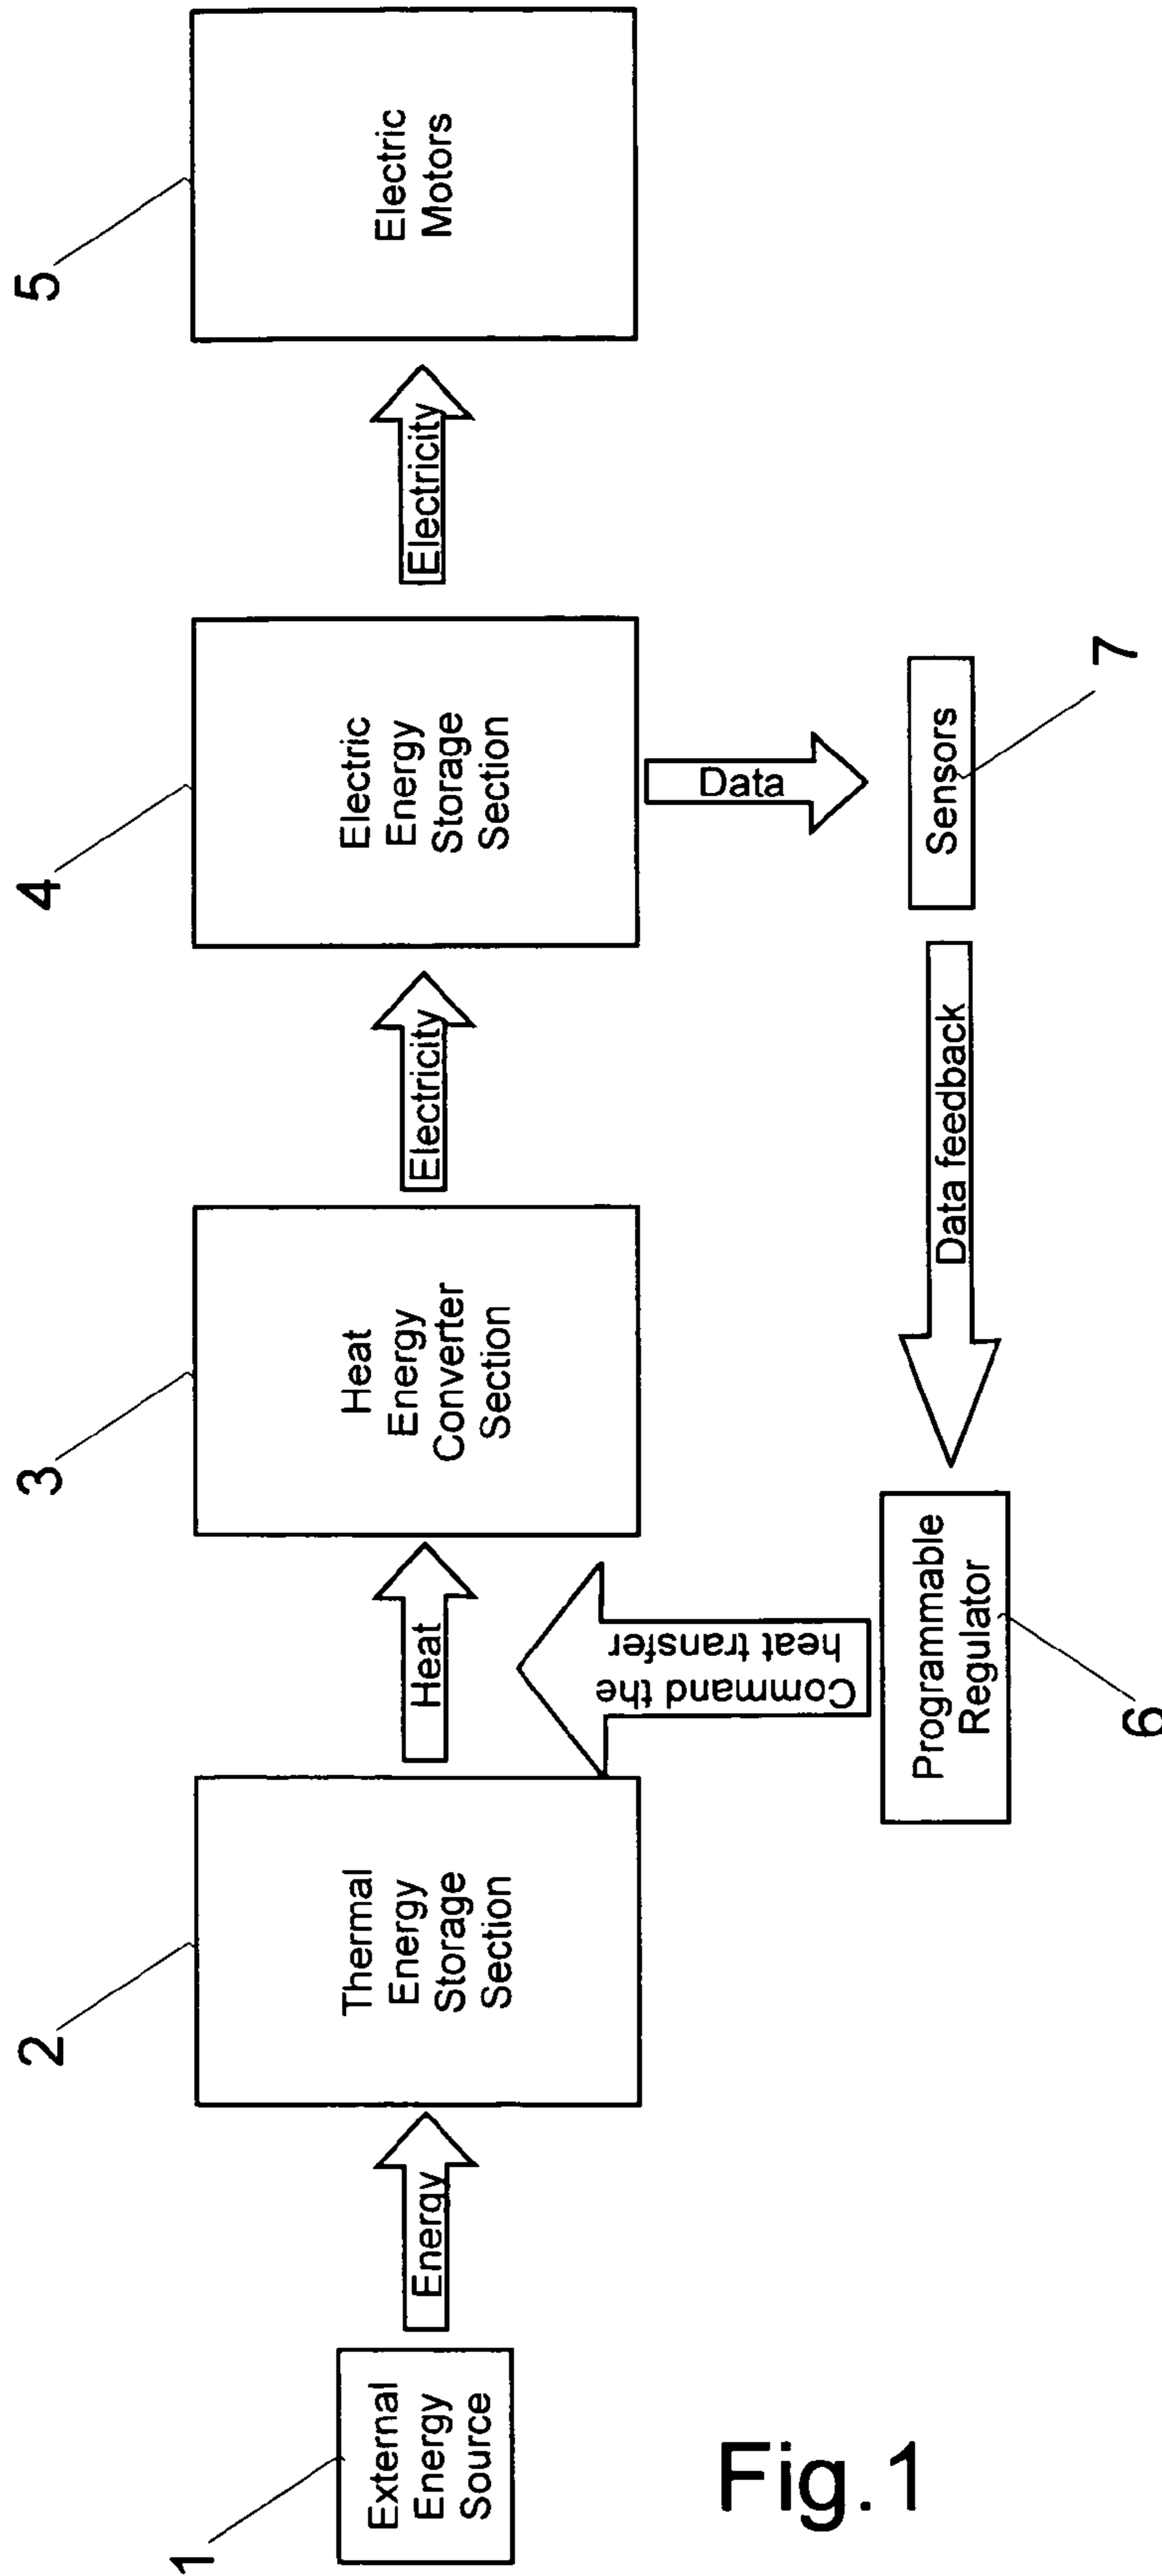 1
External
Energy
Source
Energy
2
Thermal
Energy
Storage
Section
Heat
3
Heat
Energy
Converter
Section
Electricity
4
Electric
Energy
Storage
Section
Electricity
5
Electric
Motors
Data
Sensors
7
Data feedback
Programmable
Regulator
6
Command the
heat transfer
Fig.1